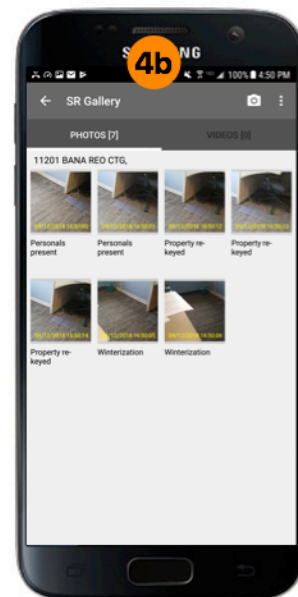 4b
100% 4:50 PM
SR Gallery
PHOTOS [7]
VIDEOS [0]
11201 BANA REO CTG,
Personals present
Personals present
Property re-keyed
Property re-keyed
Property re-keyed
Winterization
Winterization